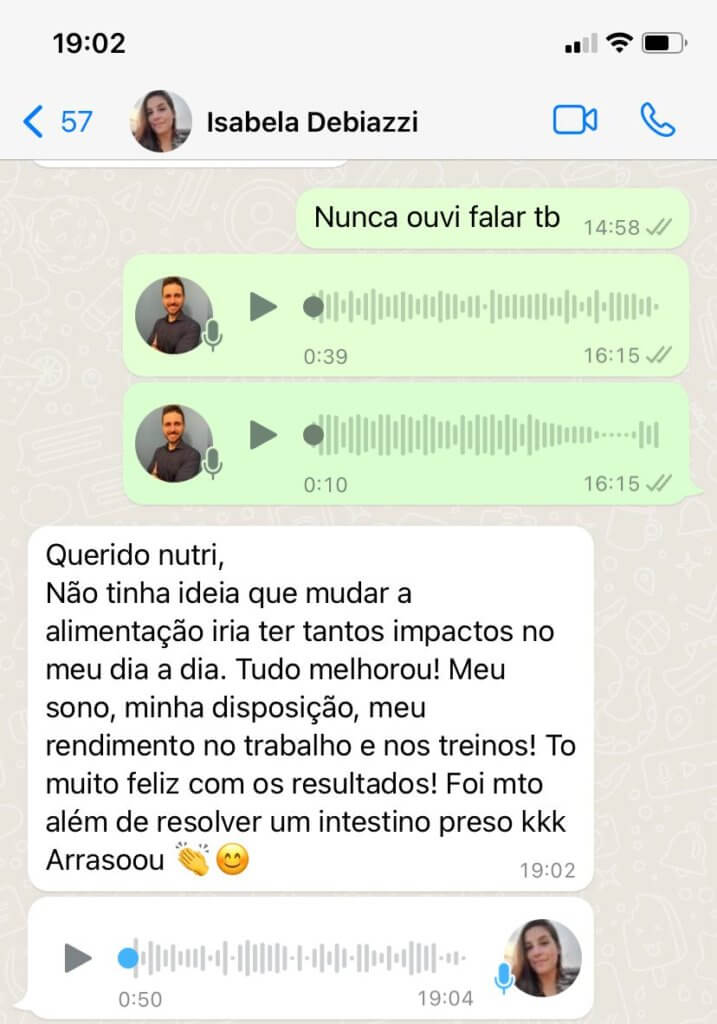 19:02
57
Isabela Debiazzi
Nunca ouvi falar tb
14:58
0:39
16:15
0:10
16:15
Querido nutri,
Não tinha ideia que mudar a
alimentação iria ter tantos impactos no
meu dia a dia. Tudo melhorou! Meu
sono, minha disposição, meu
rendimento no trabalho e nos treinos! To
muito feliz com os resultados! Foi mto
além de resolver um intestino preso kkk
Arrasoou 👏😊
19:02
0:50
19:04